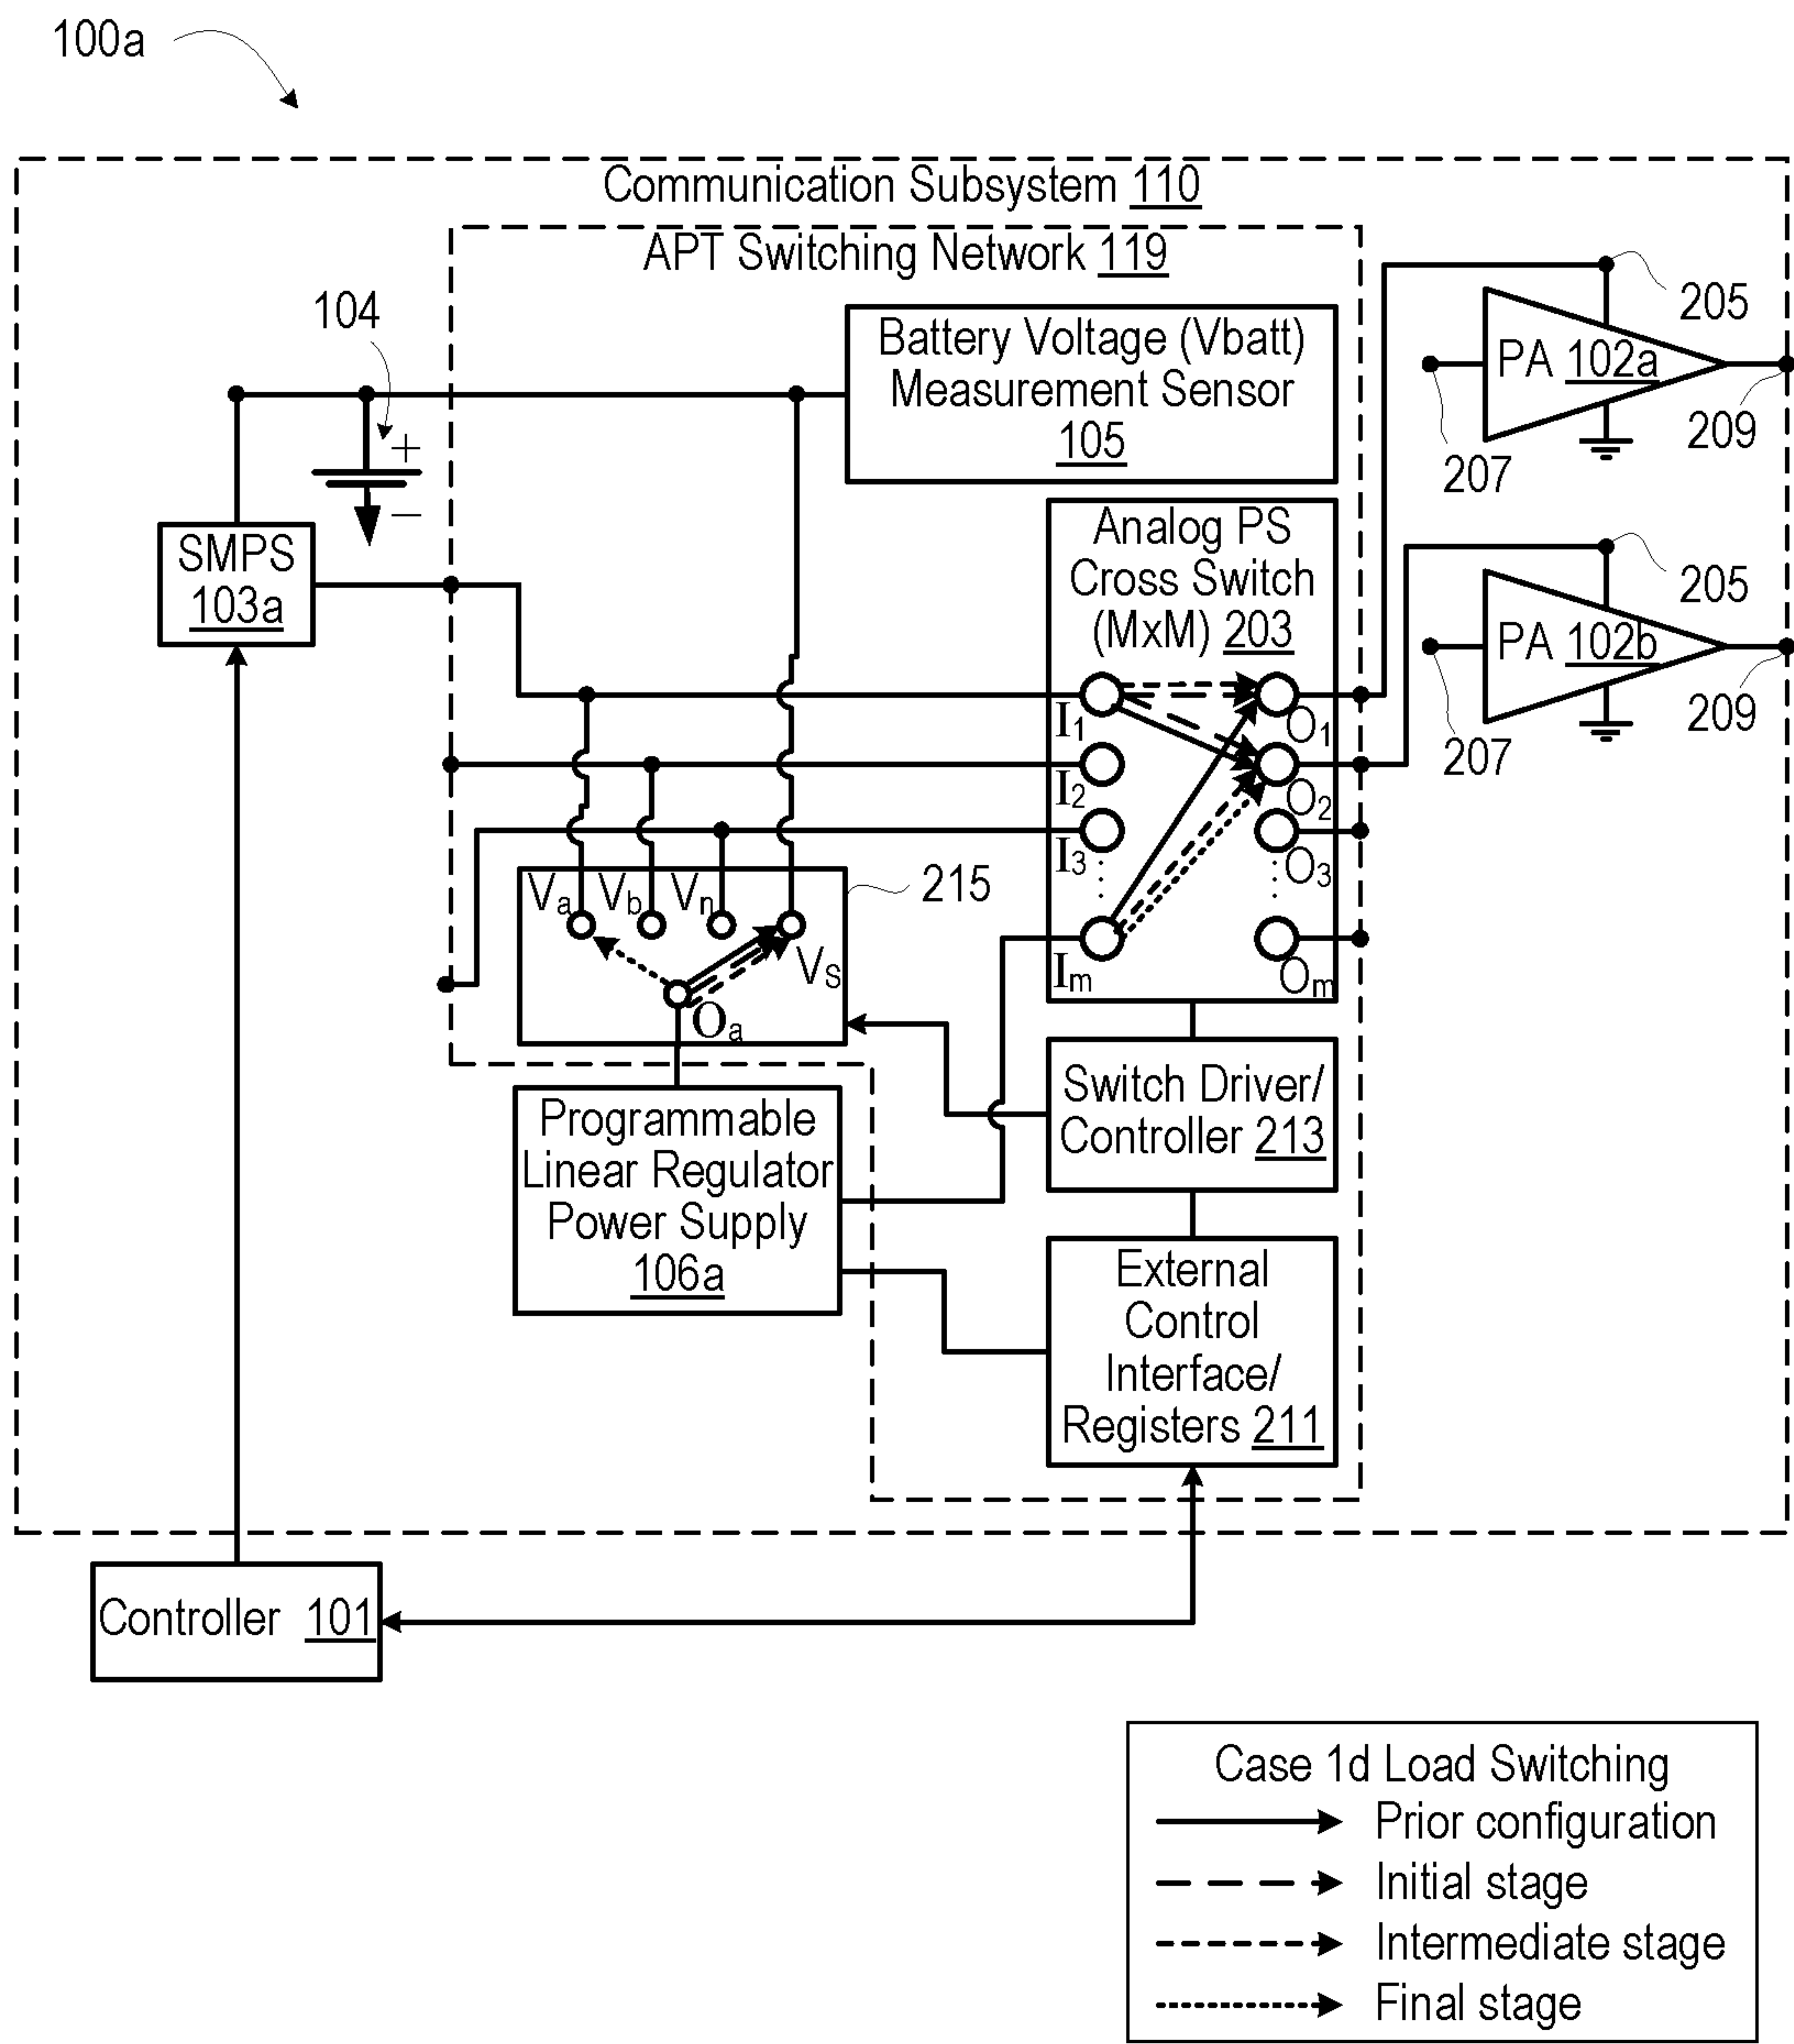 100a
Communication Subsystem 110
APT Switching Network 119
104
Battery Voltage (Vbatt)
Measurement Sensor
105
+
−
205
PA 102a
207
209
SMPS
103a
Analog PS
Cross Switch
(MxM) 203
205
PA 102b
207
209
I1
O1
I2
O2
I3
O3
Im
Om
Va
Vb
Vn
Vs
Oa
215
Programmable
Linear Regulator
Power Supply
106a
Switch Driver/
Controller 213
External
Control
Interface/
Registers 211
Controller 101
Case 1d Load Switching
Prior configuration
Initial stage
Intermediate stage
Final stage